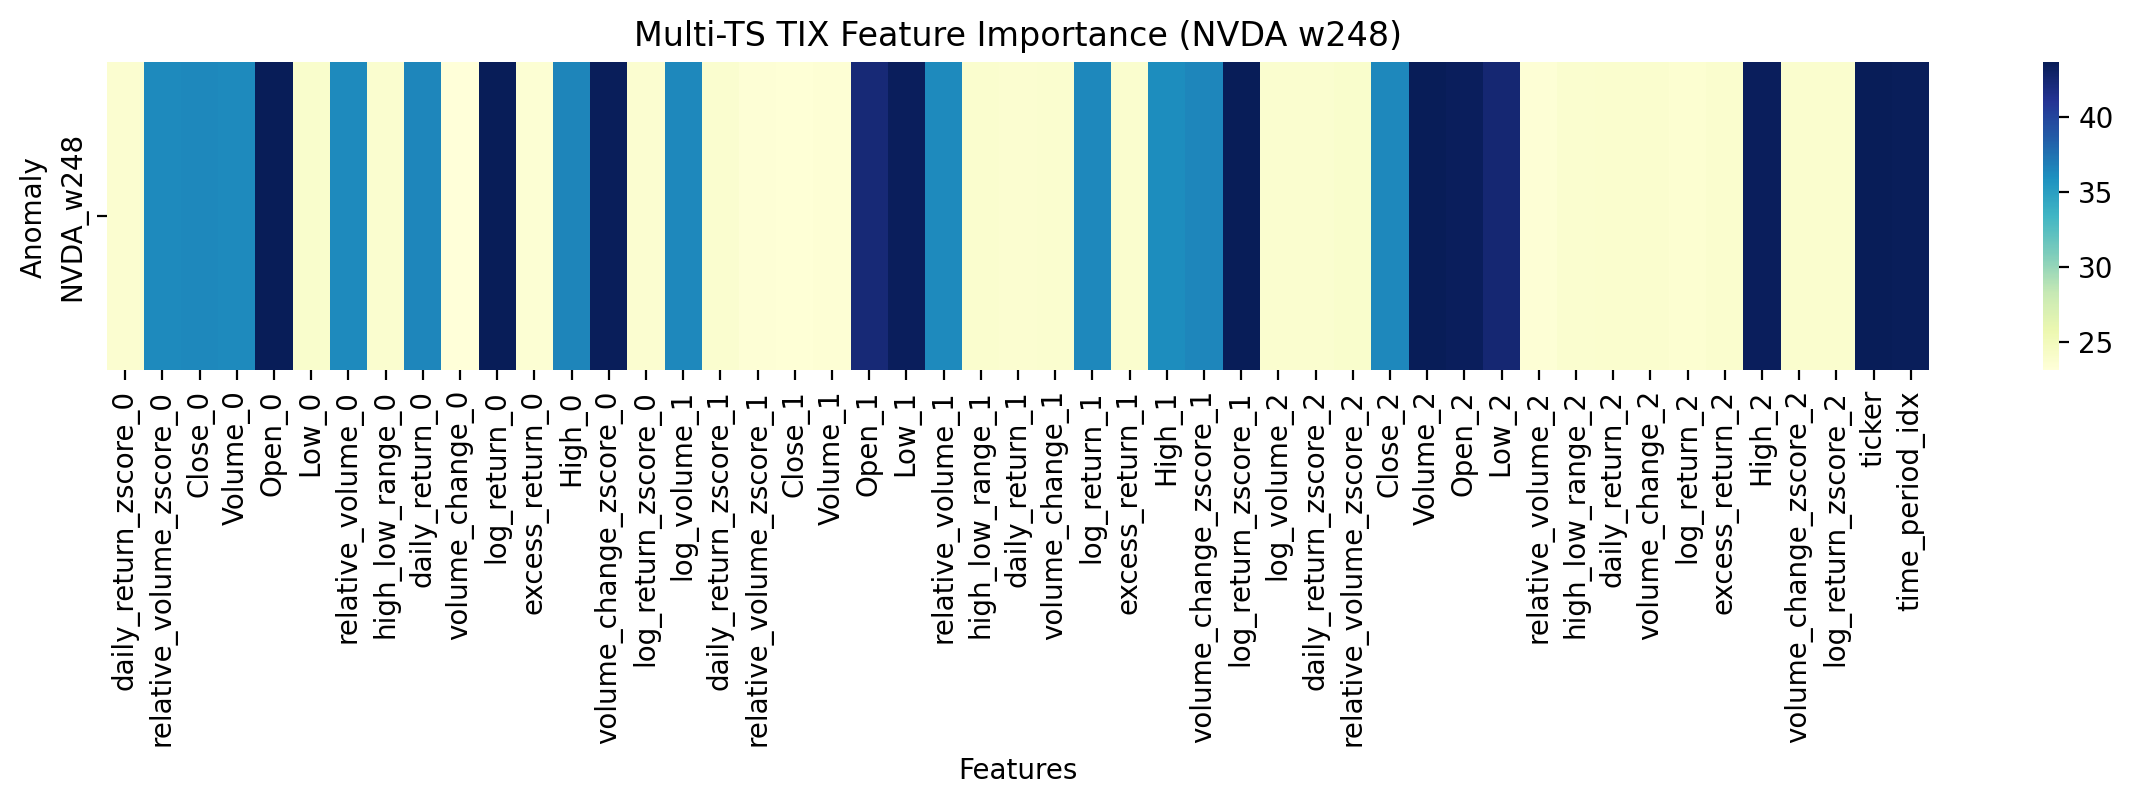 Multi-TS TIX Feature Importance (NVDA w248)
Anomaly
NVDA_w248
40
35
30
25
daily_return_zscore_0
relative_volume_zscore_0
Close_0
Volume_0
Open_0
Low_0
relative_volume_0
high_low_range_0
daily_return_0
volume_change_0
log_return_0
excess_return_0
High_0
volume_change_zscore_0
log_return_zscore_0
log_volume_1
daily_return_zscore_1
relative_volume_zscore_1
Close_1
Volume_1
Open_1
Low_1
relative_volume_1
high_low_range_1
daily_return_1
volume_change_1
log_return_1
excess_return_1
High_1
volume_change_zscore_1
log_return_zscore_1
log_volume_2
daily_return_zscore_2
relative_volume_zscore_2
Close_2
Volume_2
Open_2
Low_2
relative_volume_2
high_low_range_2
daily_return_2
volume_change_2
log_return_2
excess_return_2
High_2
volume_change_zscore_2
log_return_zscore_2
ticker
time_period_idx
Features